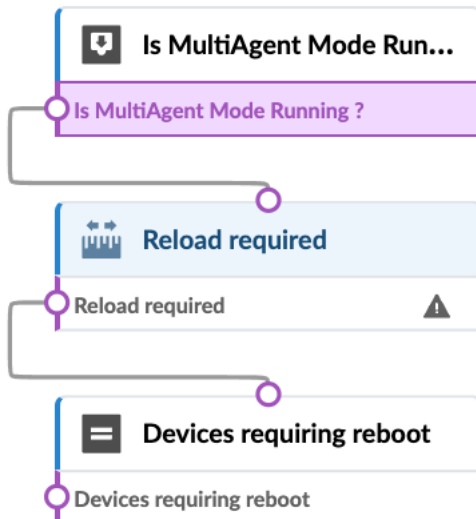 Is MultiAgent Mode Run...
Is MultiAgent Mode Running ?
Reload required
Reload required
Devices requiring reboot
Devices requiring reboot